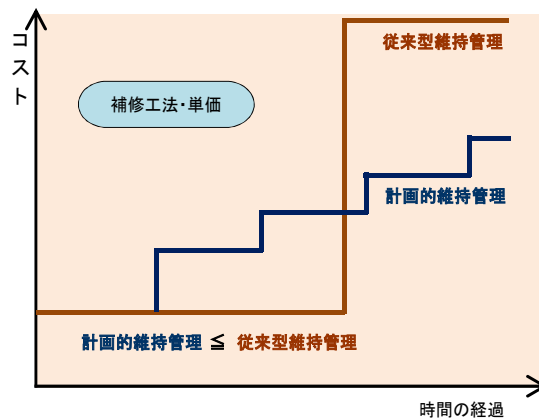 コスト
従来型維持管理
補修工法・単価
計画的維持管理
計画的維持管理 ≦ 従来型維持管理
時間の経過